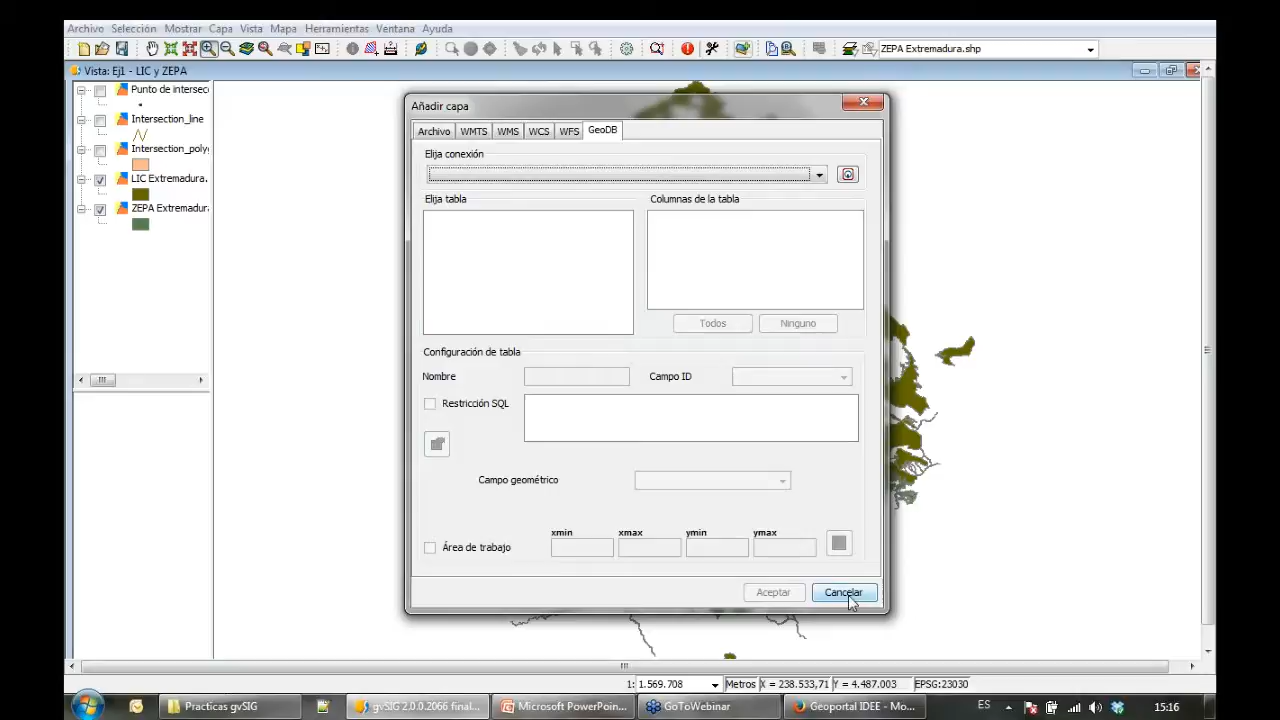 Archivo Selección Mostrar Capa Vista Mapa Herramientas Ventana Ayuda
ZEPA Extremadura.shp
Vista: Ej1 - LIC y ZEPA
Punto de intersec
Intersection_line
Intersection_poly
LIC Extremadura.
ZEPA Extremadura
Añadir capa
Archivo WMTS WMS WCS WFS GeoDB
Elija conexión
Elija tabla Columnas de la tabla
Todos Ninguno
Configuración de tabla
Nombre Campo ID
Restricción SQL
Campo geométrico
xmin xmax ymin ymax
Área de trabajo
Aceptar Cancelar
1: 1.569.708 Metros X = 238.533,71 Y = 4.487.003 EPSG:23030
Practicas gvSIG gvSIG 2.0.0.2066 final... Microsoft PowerPoin... GoToWebinar Geoportal IDEE - Mo... ES 15:16